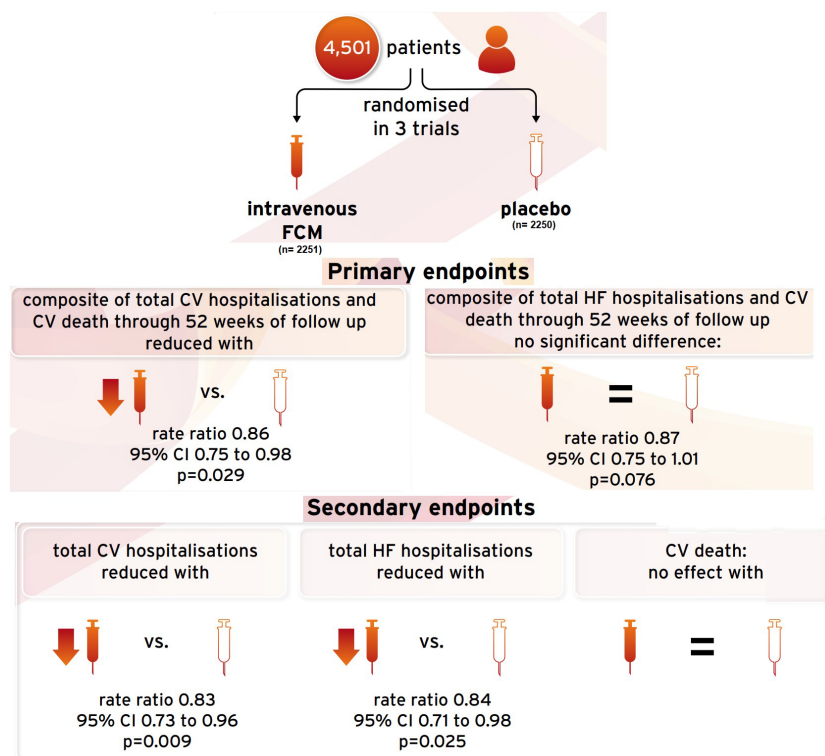 4,501 patients
randomised
in 3 trials
intravenous
FCM
(n= 2251)
placebo
(n= 2250)
Primary endpoints
composite of total CV hospitalisations and
CV death through 52 weeks of follow up
reduced with
vs.
rate ratio 0.86
95% CI 0.75 to 0.98
p=0.029
composite of total HF hospitalisations and CV
death through 52 weeks of follow up
no significant difference:
=
rate ratio 0.87
95% CI 0.75 to 1.01
p=0.076
Secondary endpoints
total CV hospitalisations
reduced with
vs.
rate ratio 0.83
95% CI 0.73 to 0.96
p=0.009
total HF hospitalisations
reduced with
vs.
rate ratio 0.84
95% CI 0.71 to 0.98
p=0.025
CV death:
no effect with
=